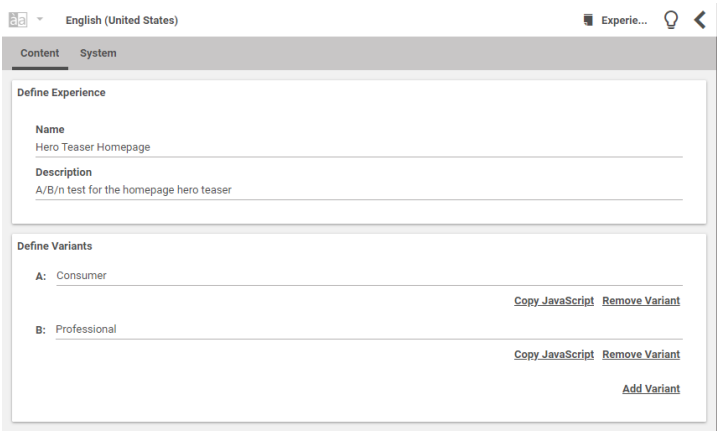 āa English (United States) Experie...
Content System
Define Experience
Name
Hero Teaser Homepage
Description
A/B/n test for the homepage hero teaser
Define Variants
A: Consumer
Copy JavaScript Remove Variant
B: Professional
Copy JavaScript Remove Variant
Add Variant